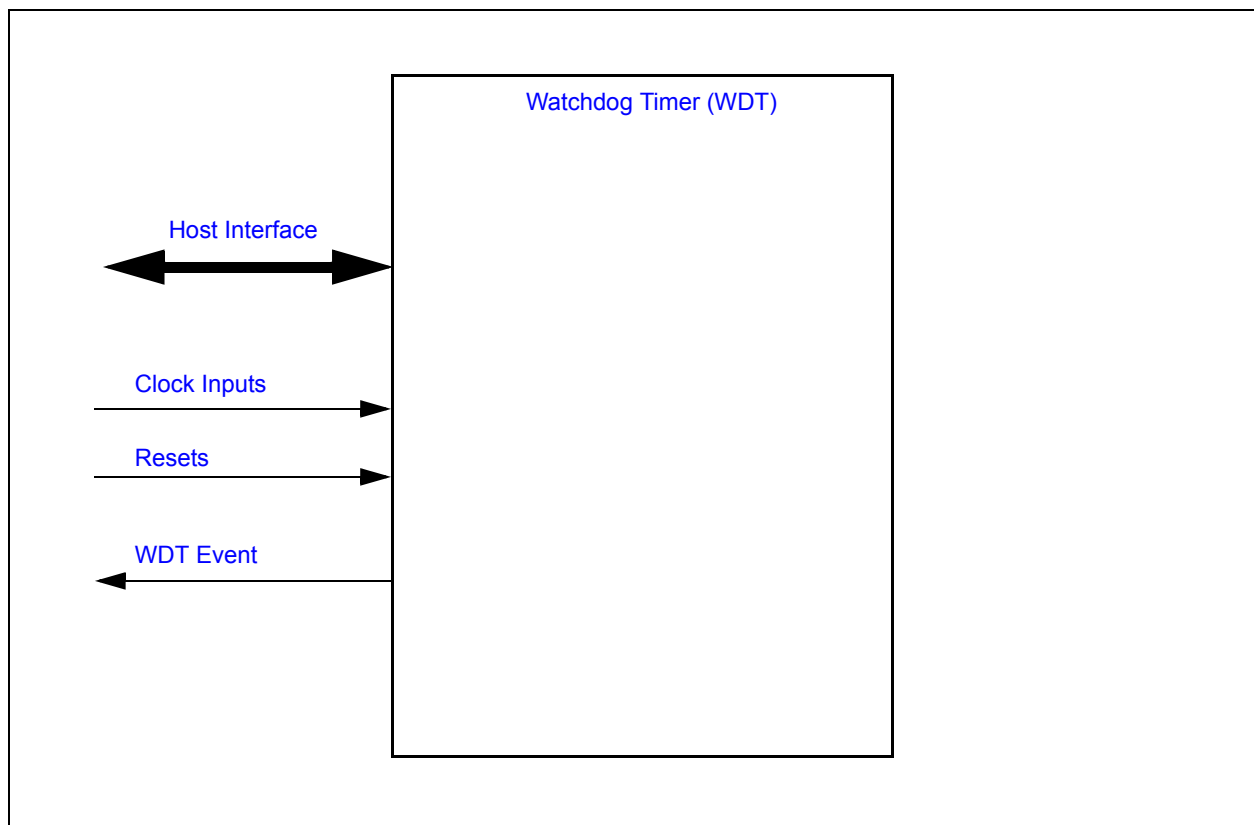 Watchdog Timer (WDT)
Host Interface
Clock Inputs
Resets
WDT Event